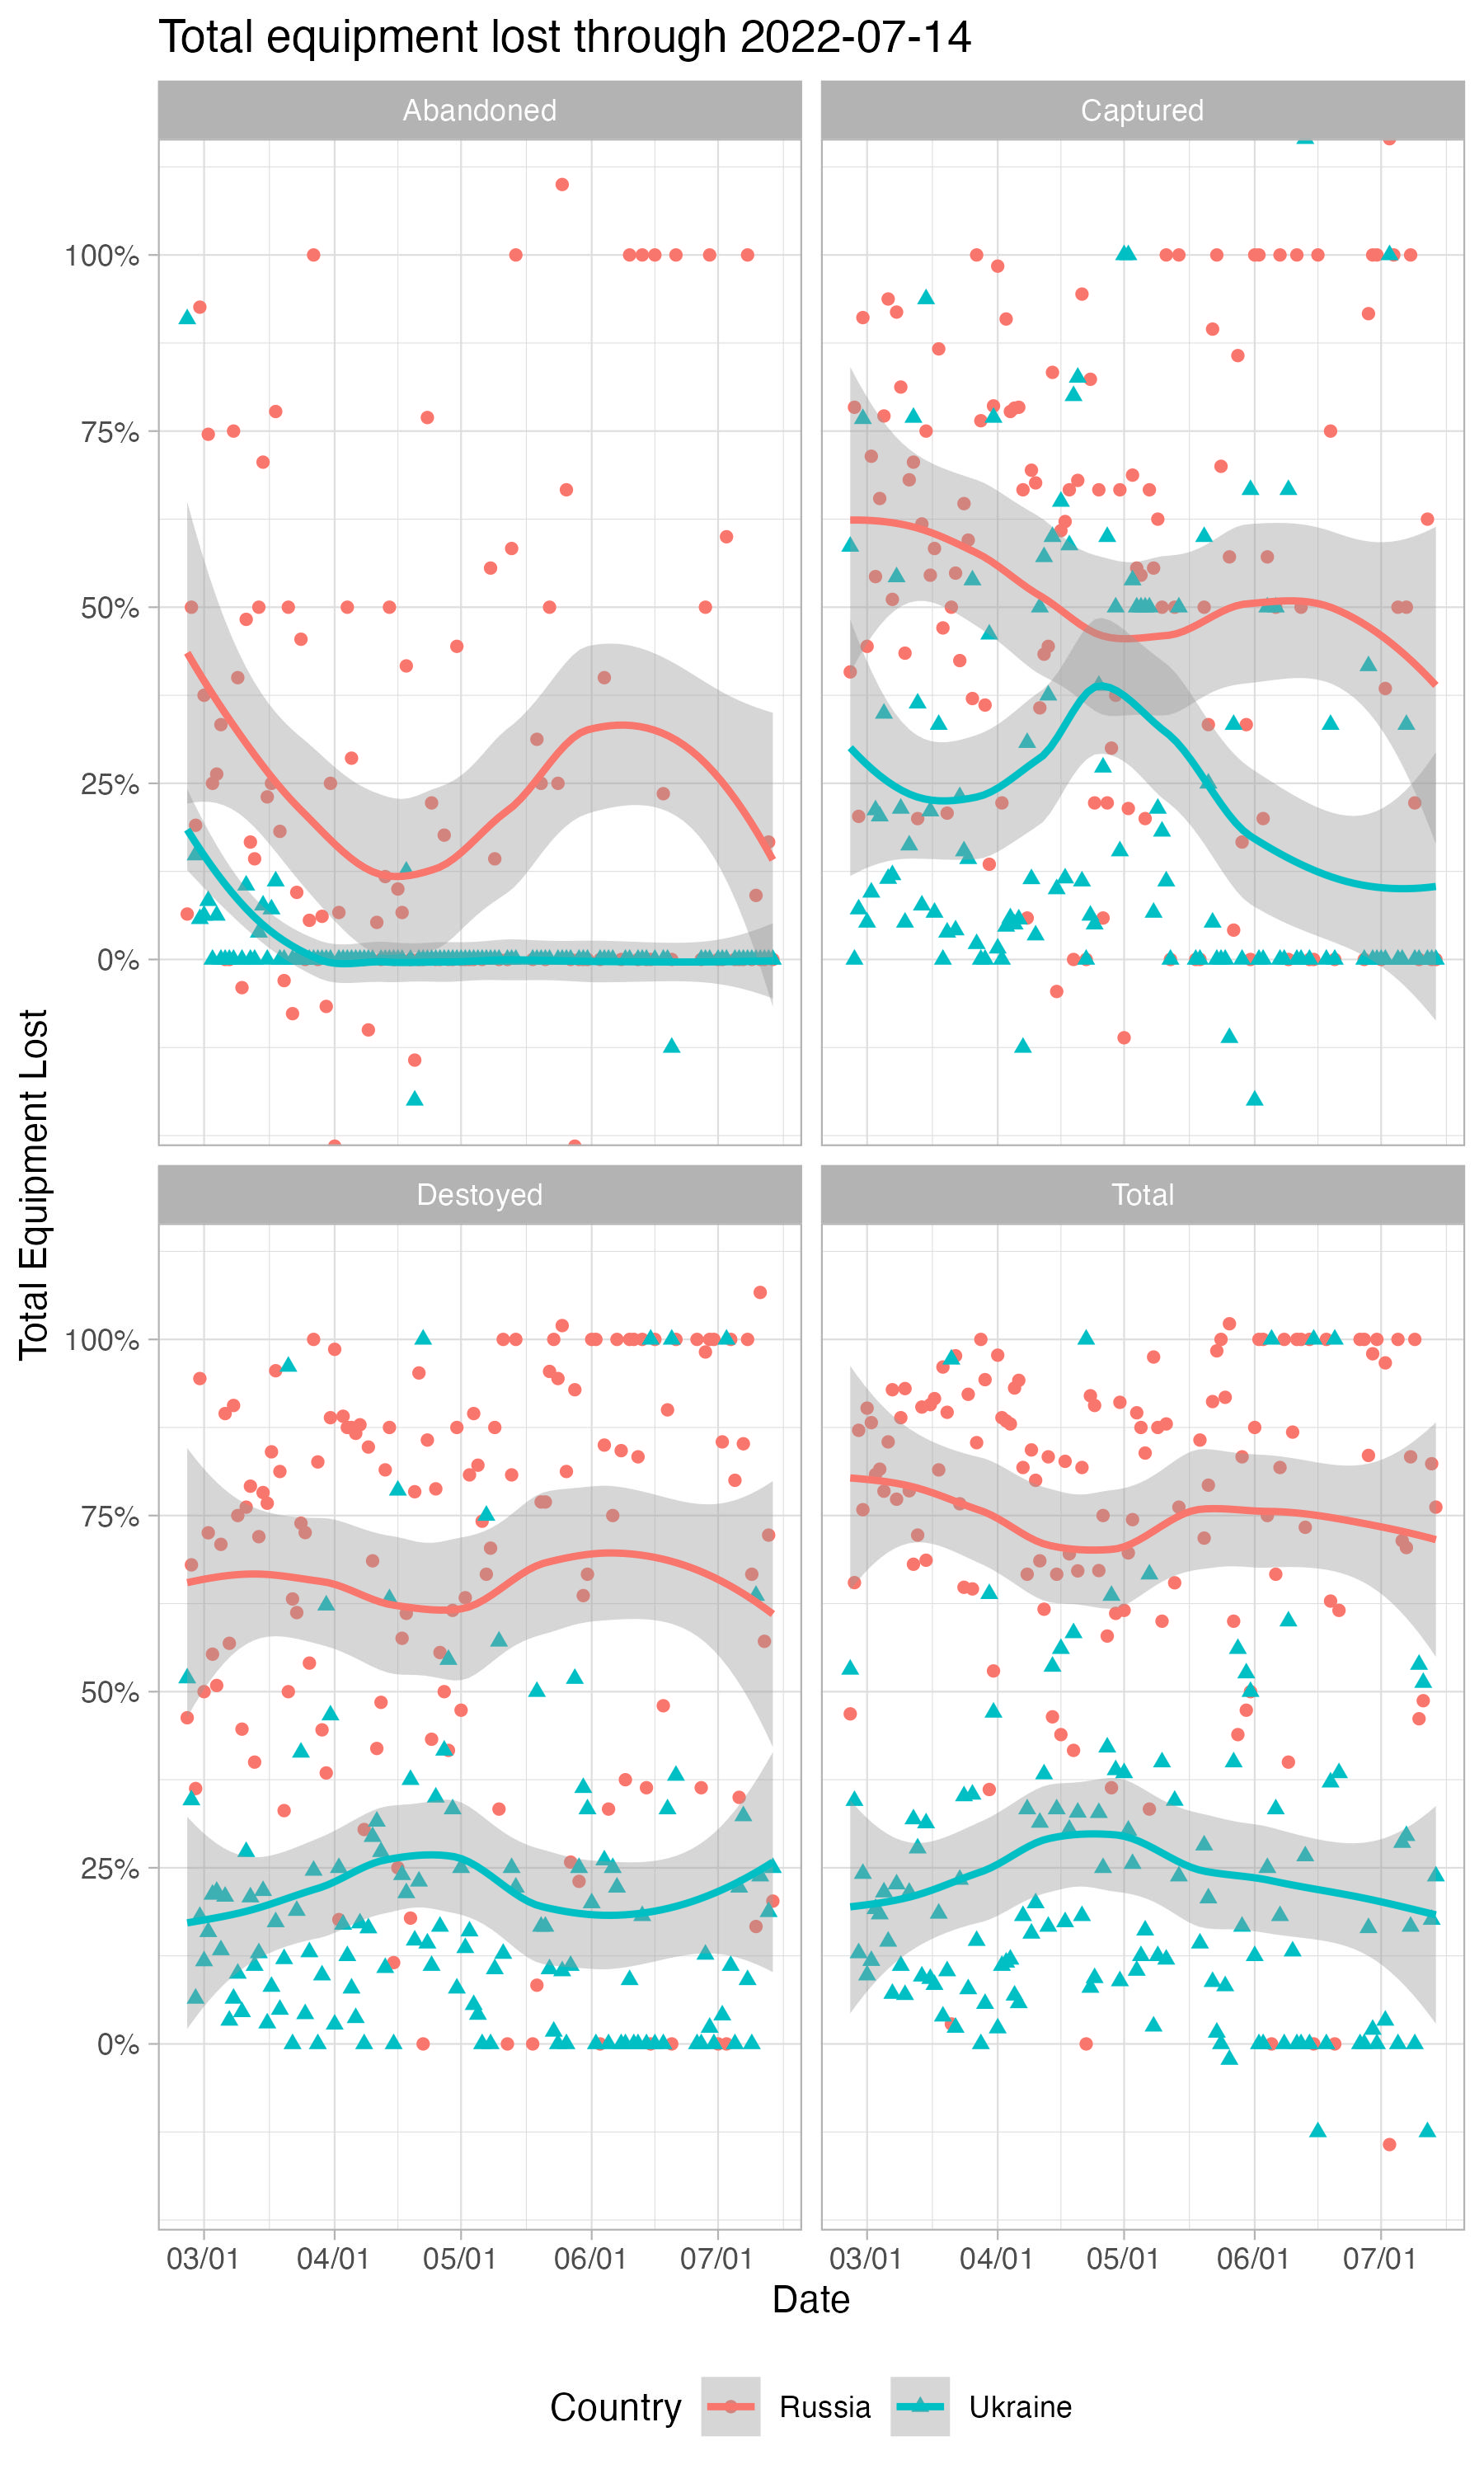 Total equipment lost through 2022-07-14
Abandoned
Captured
100%
75%
50%
25%
0%
Total Equipment Lost
Destoyed
Total
100%
75%
50%
25%
0%
03/01 04/01 05/01 06/01 07/01
03/01 04/01 05/01 06/01 07/01
Date
Country Russia Ukraine